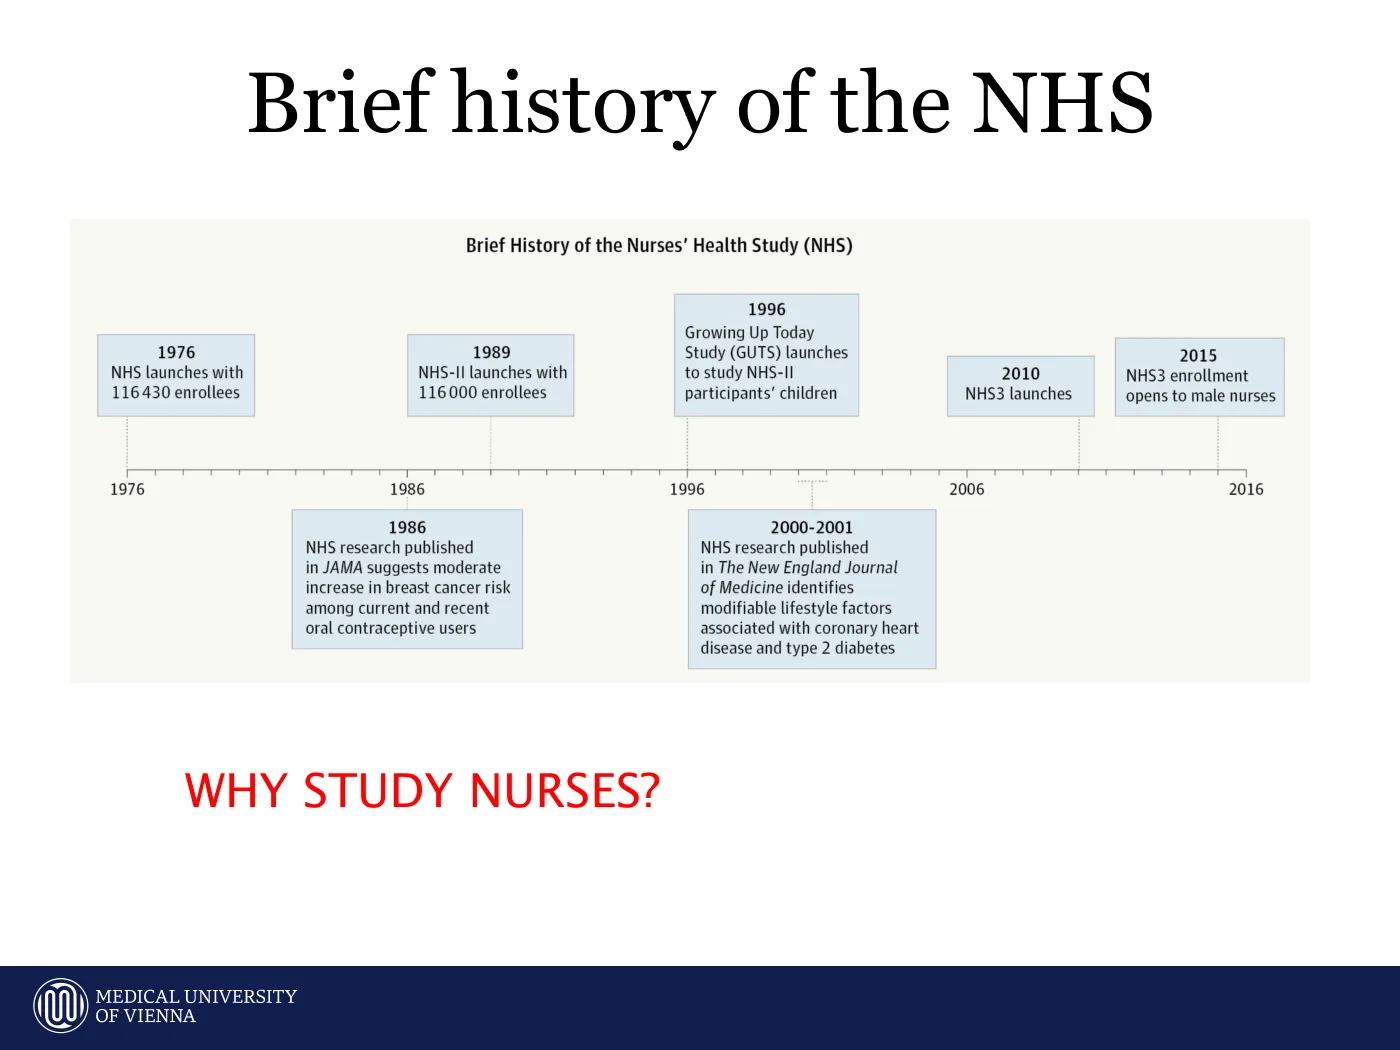 Brief history of the NHS
Brief History of the Nurses’ Health Study (NHS)
1976
NHS launches with
116 430 enrollees
1989
NHS-II launches with
116 000 enrollees
1996
Growing Up Today
Study (GUTS) launches
to study NHS-II
participants’ children
2010
NHS3 launches
2015
NHS3 enrollment
opens to male nurses
1976
1986
1996
2006
2016
1986
NHS research published
in JAMA suggests moderate
increase in breast cancer risk
among current and recent
oral contraceptive users
2000-2001
NHS research published
in The New England Journal
of Medicine identifies
modifiable lifestyle factors
associated with coronary heart
disease and type 2 diabetes
WHY STUDY NURSES?
MEDICAL UNIVERSITY
OF VIENNA